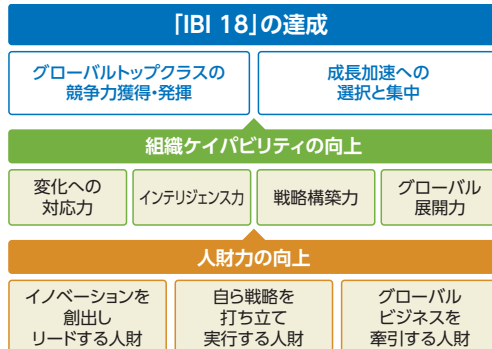 「IBI 18」の達成
グローバルトップクラスの
競争力獲得・発揮
成長加速への
選択と集中
組織ケイパビリティの向上
変化への
対応力
インテリジェンス力
戦略構築力
グローバル
展開力
人財力の向上
イノベーションを
創出し
リードする人財
自ら戦略を
打ち立て
実行する人財
グローバル
ビジネスを
牽引する人財